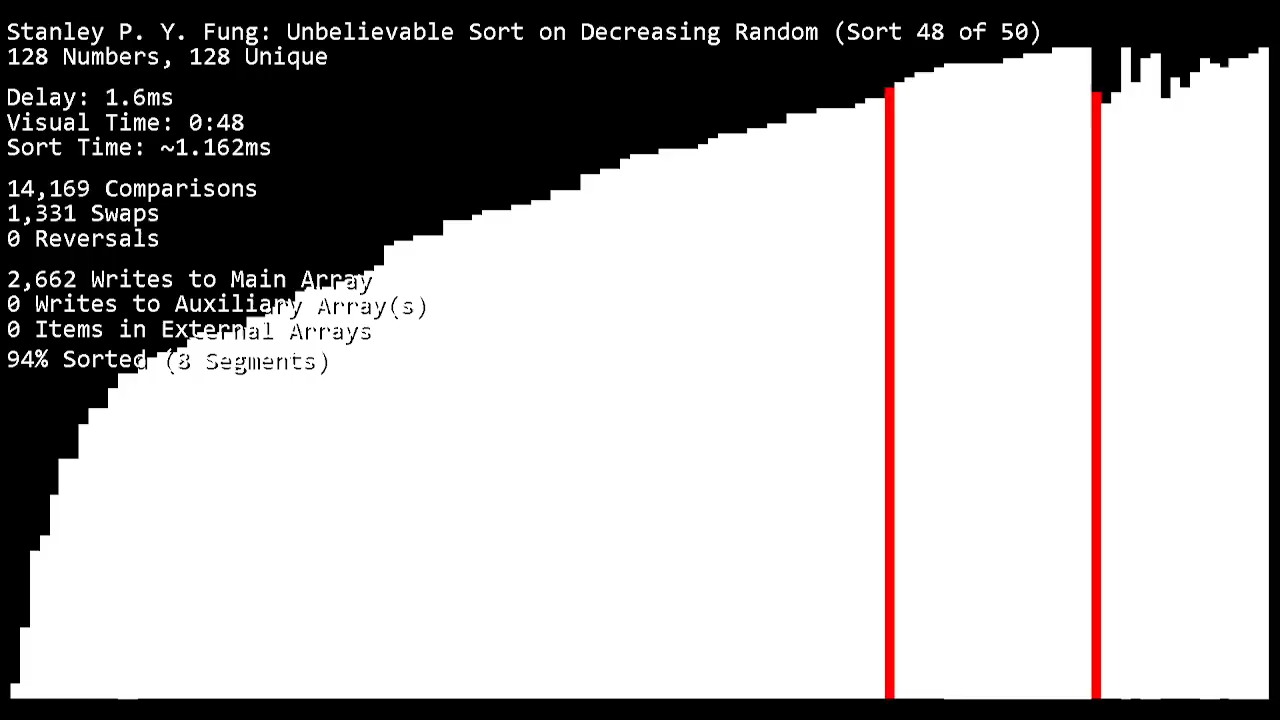 Stanley P. Y. Fung: Unbelievable Sort on Decreasing Random (Sort 48 of 50)
128 Numbers, 128 Unique
Delay: 1.6ms
Visual Time: 0:48
Sort Time: ~1.162ms
14,169 Comparisons
1,331 Swaps
0 Reversals
2,662 Writes to Main Array
0 Writes to Auxiliary Array(s)
0 Items in External Arrays
94% Sorted (8 Segments)